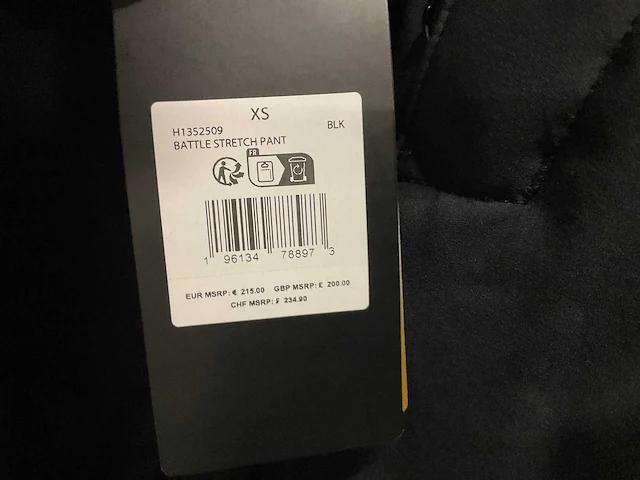 XS
H1352509 BLK
BATTLE STRETCH PANT
FR
1 96134 78897 3
EUR MSRP: € 215.00 GBP MSRP: £ 200.00
CHF MSRP: ₣ 234.90